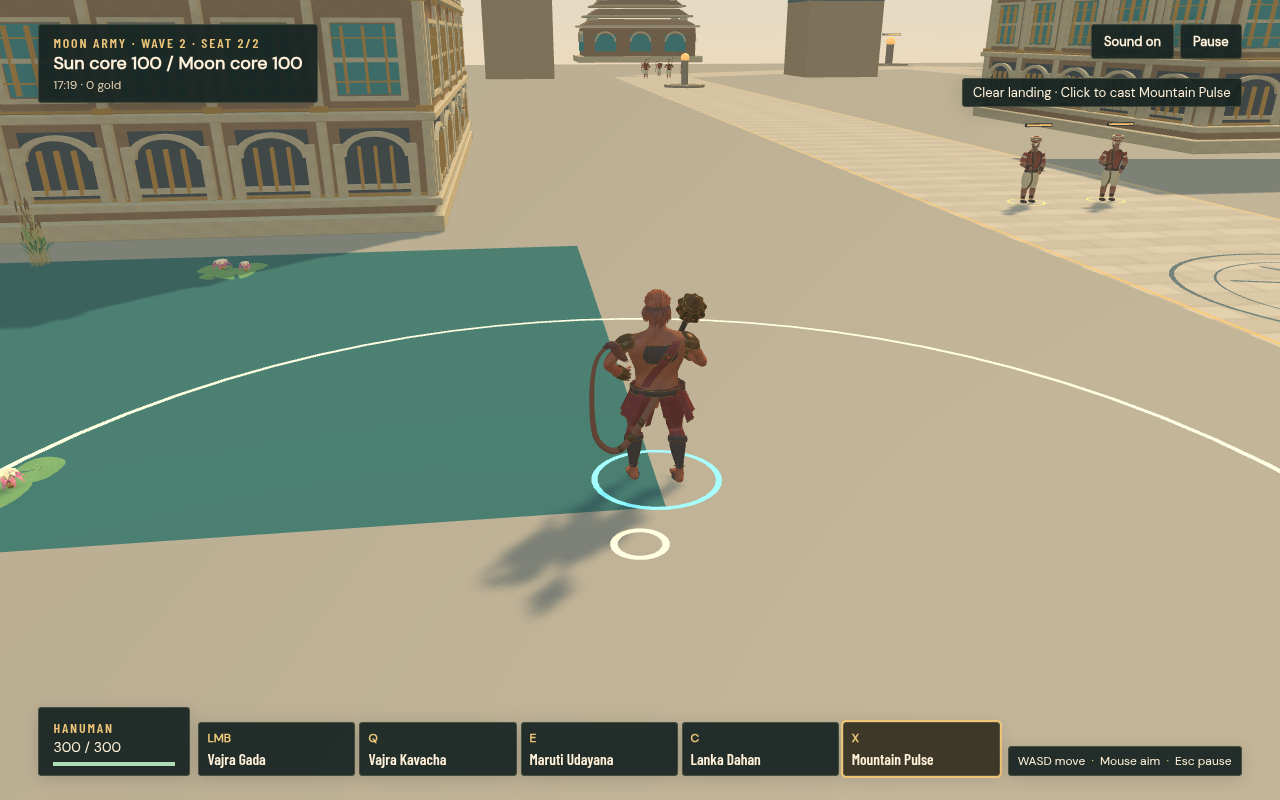 MOON ARMY · WAVE 2 · SEAT 2/2
Sun core 100 / Moon core 100
17:19 · 0 gold
Sound on
Pause
Clear landing · Click to cast Mountain Pulse
HANUMAN
300 / 300
LMB
Vajra Gada
Q
Vajra Kavacha
E
Maruti Udayana
C
Lanka Dahan
X
Mountain Pulse
WASD move · Mouse aim · Esc pause